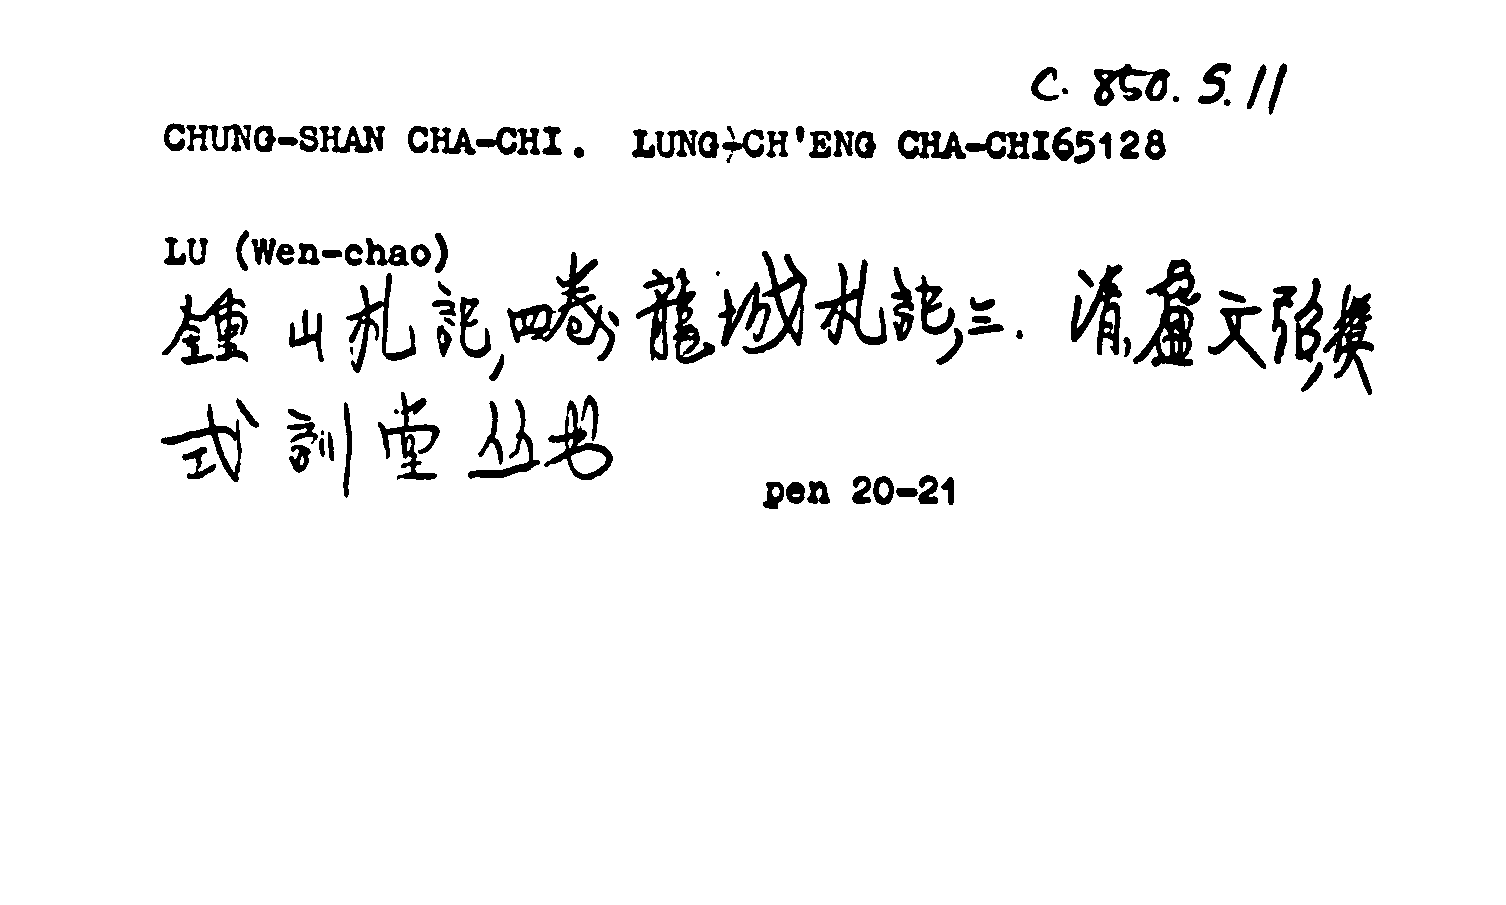 C. 850. S. 11
CHUNG-SHAN CHA-CHI. LUNG-CH'ENG CHA-CHI65128
LU (Wen-chao)
鍾山札記,四卷,龍城札記,三. 清,盧文弨,撰
式訓堂丛书
pen 20-21